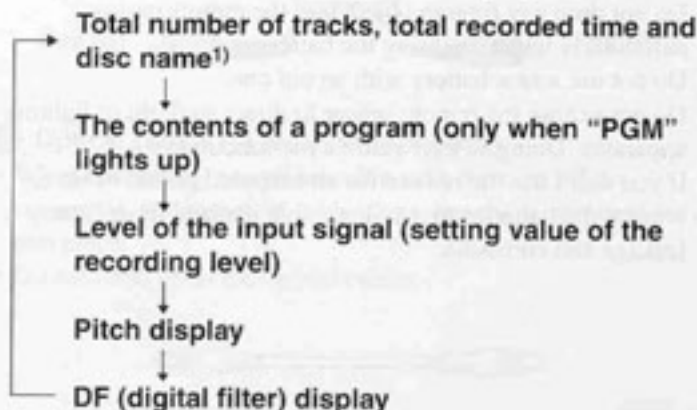 Total number of tracks, total recorded time and
disc name1)
The contents of a program (only when “PGM”
lights up)
Level of the input signal (setting value of the
recording level)
Pitch display
DF (digital filter) display